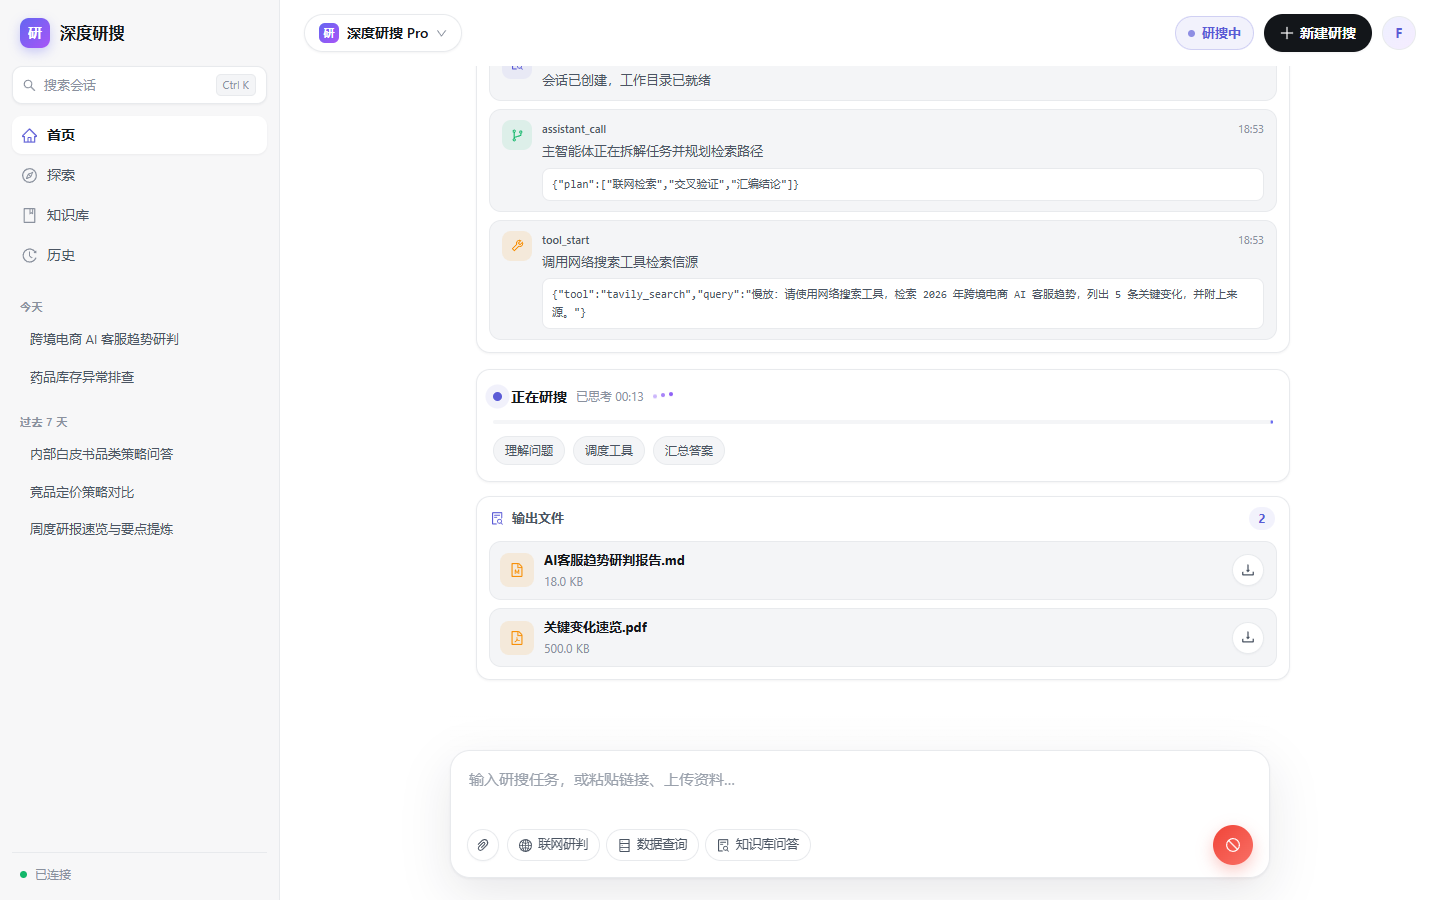 研 深度研搜
搜索会话 Ctrl K
首页
探索
知识库
历史
今天
跨境电商 AI 客服趋势研判
药品库存异常排查
过去 7 天
内部白皮书品类策略问答
竞品定价策略对比
周度研报速览与要点提炼
已连接
研 深度研搜 Pro
研搜中
新建研搜
F
会话已创建，工作目录已就绪
assistant_call 18:53
主智能体正在拆解任务并规划检索路径
{"plan":["联网检索","交叉验证","汇编结论"]}
tool_start 18:53
调用网络搜索工具检索信源
{"tool":"tavily_search","query":"慢放：请使用网络搜索工具，检索 2026 年跨境电商 AI 客服趋势，列出 5 条关键变化，并附上来
源。"}
正在研搜 已思考 00:13
理解问题 调度工具 汇总答案
输出文件 2
AI客服趋势研判报告.md
18.0 KB
关键变化速览.pdf
500.0 KB
输入研搜任务，或粘贴链接、上传资料...
联网研判 数据查询 知识库问答